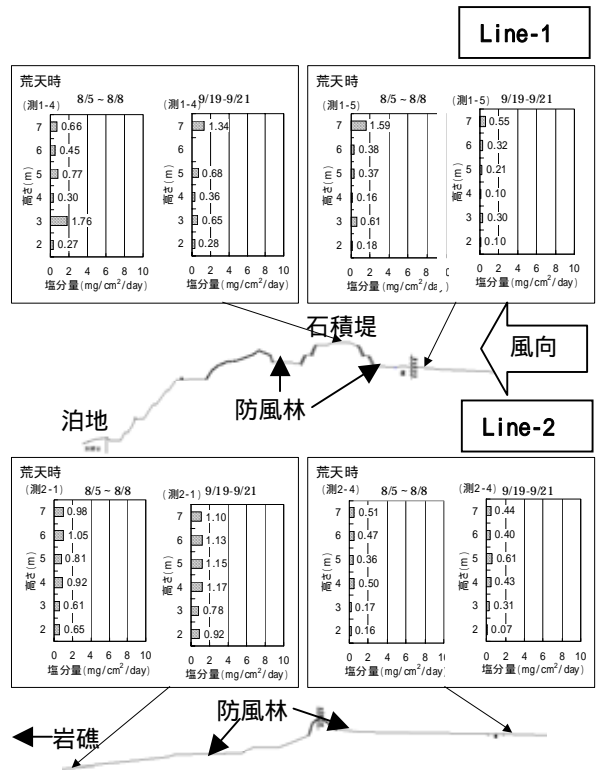 Line-1
荒天時
(測1-4) 8/5～8/8
(測1-4) 9/19-9/21
高さ(m)
7 0.66
6 0.45
5 0.77
4 0.30
3 1.76
2 0.27
0 2 4 6 8 10
塩分量(mg/cm²/day)
高さ(m)
7 1.34
6
5 0.68
4 0.36
3 0.65
2 0.28
0 2 4 6 8 10
塩分量(mg/cm²/day)
荒天時
(測1-5) 8/5～8/8
(測1-5) 9/19-9/21
高さ(m)
7 1.59
6 0.38
5 0.37
4 0.16
3 0.61
2 0.18
0 2 4 6 8
塩分量(mg/cm²/da
高さ(m)
7 0.55
6 0.32
5 0.21
4 0.10
3 0.30
2 0.10
0 2 4 6 8 10
塩分量(mg/cm²/day)
石積堤
風向
防風林
泊地
Line-2
荒天時
(測2-1) 8/5～8/8
(測2-1) 9/19-9/21
高さ(m)
7 0.98
6 1.05
5 0.81
4 0.92
3 0.61
2 0.65
0 2 4 6 8 10
塩分量(mg/cm²/day)
高さ(m)
7 1.10
6 1.13
5 1.15
4 1.17
3 0.78
2 0.92
0 2 4 6 8 10
塩分量(mg/cm²/day)
荒天時
(測2-4) 8/5～8/8
(測2-4) 9/19-9/21
高さ(m)
7 0.51
6 0.47
5 0.36
4 0.50
3 0.17
2 0.16
0 2 4 6 8
塩分量(mg/cm²/day)
高さ(m)
7 0.44
6 0.40
5 0.61
4 0.43
3 0.31
2 0.07
0 2 4 6 8 10
塩分量(mg/cm²/day)
防風林
岩礁